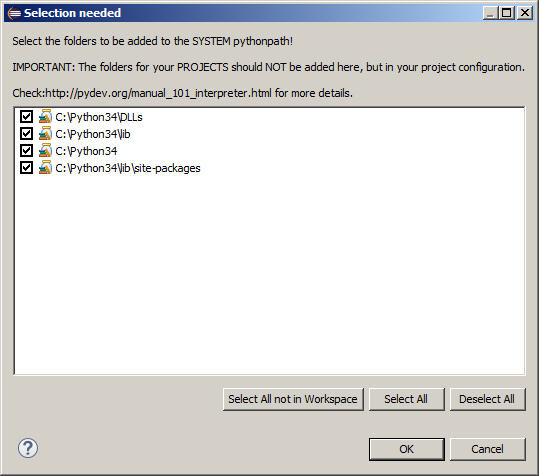 Selection needed
Select the folders to be added to the SYSTEM pythonpath!
IMPORTANT: The folders for your PROJECTS should NOT be added here, but in your project configuration.
Check:http://pydev.org/manual_101_interpreter.html for more details.
C:\Python34\DLLs
C:\Python34\lib
C:\Python34
C:\Python34\lib\site-packages
Select All not in Workspace Select All Deselect All
? OK Cancel